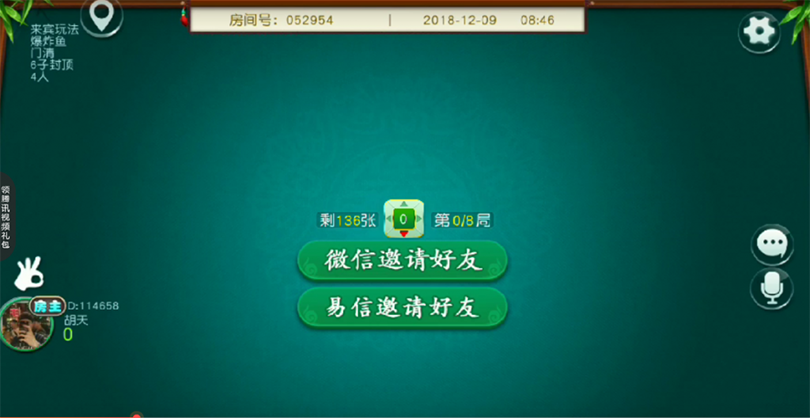 房间号：052954 | 2018-12-09 08:46
来宾玩法
爆炸鱼
门清
6子封顶
4人
剩136张 0 第0/8局
微信邀请好友
易信邀请好友
领腾讯视频礼包
房主 D:114658
胡天
0